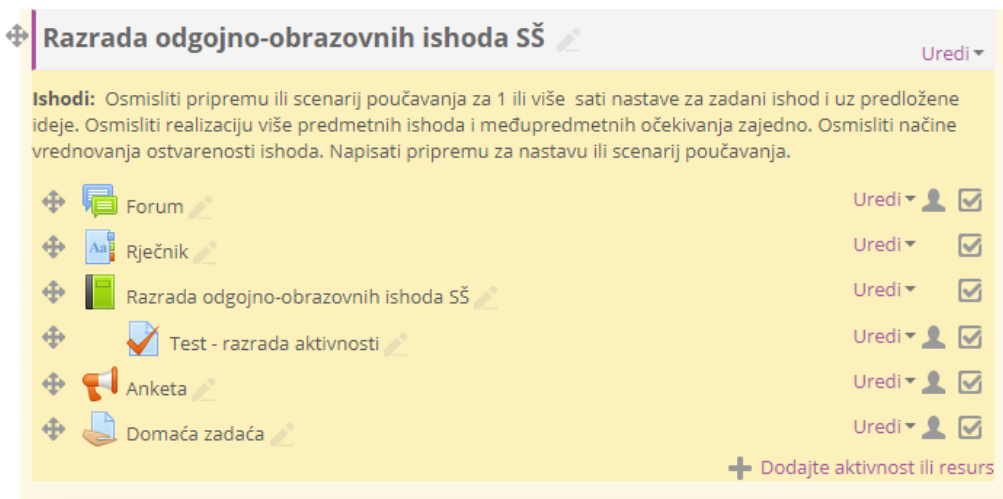 Razrada odgojno-obrazovnih ishoda SŠ
Uredi
Ishodi: Osmisliti pripremu ili scenarij poučavanja za 1 ili više sati nastave za zadani ishod i uz predložene
ideje. Osmisliti realizaciju više predmetnih ishoda i međupredmetnih očekivanja zajedno. Osmisliti načine
vrednovanja ostvarenosti ishoda. Napisati pripremu za nastavu ili scenarij poučavanja.
Forum Uredi
Aa Rječnik Uredi
Razrada odgojno-obrazovnih ishoda SŠ Uredi
Test - razrada aktivnosti Uredi
Anketa Uredi
Domaća zadaća Uredi
Dodajte aktivnost ili resurs